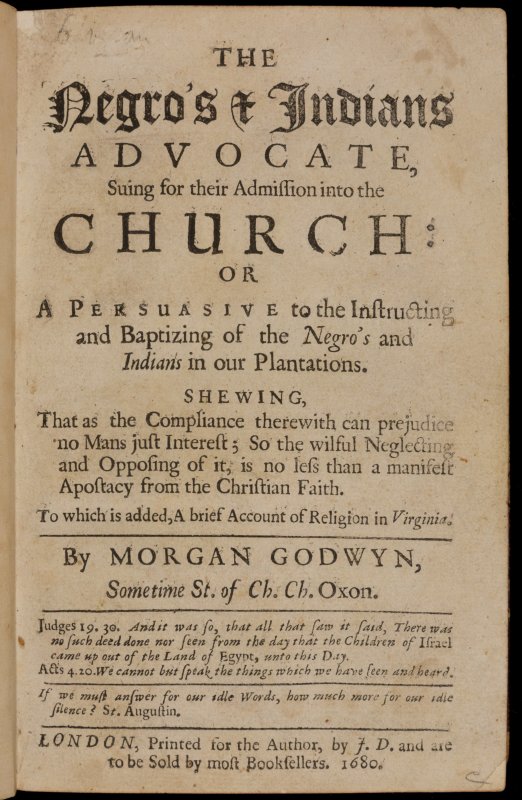 THE
Negro's & Indians
ADVOCATE,
Suing for their Admiſſion into the
CHURCH:
OR
A PERSUASIVE to the Inſtructing
and Baptizing of the Negro's and
Indians in our Plantations.
SHEWING,
That as the Compliance therewith can prejudice
no Mans juſt Intereſt; So the wilful Neglecting
and Oppoſing of it, is no leſs than a manifeſt
Apoſtacy from the Chriſtian Faith.
To which is added, A brief Account of Religion in Virginia.
By MORGAN GODWYN,
Sometime St. of Ch. Ch. Oxon.
Judges 19. 30. And it was ſo, that all that ſaw it ſaid, There was
no ſuch deed done nor ſeen from the day that the Children of Iſrael
came up out of the Land of Egypt, unto this Day.
Acts 4. 20. We cannot but ſpeak the things which we have ſeen and heard.
If we muſt anſwer for our idle Words, how much more for our idle
ſilence? St. Auguſtin.
LONDON, Printed for the Author, by J. D. and are
to be Sold by moſt Bookſellers. 1680.